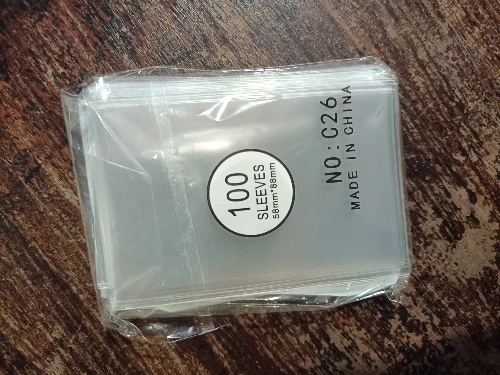 100
SLEEVES
58mm*88mm
NO:C26
MADE IN CHINA